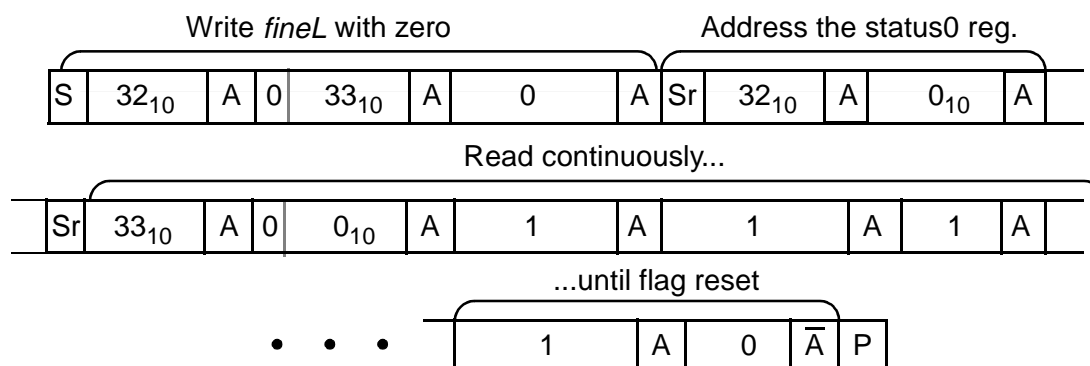 Write fineL with zero Address the status0 reg.
S 32₁₀ A 0 33₁₀ A 0 A Sr 32₁₀ A 0₁₀ A
Read continuously...
Sr 33₁₀ A 0 0₁₀ A 1 A 1 A 1 A
...until flag reset
• • • 1 A 0 A̅ P